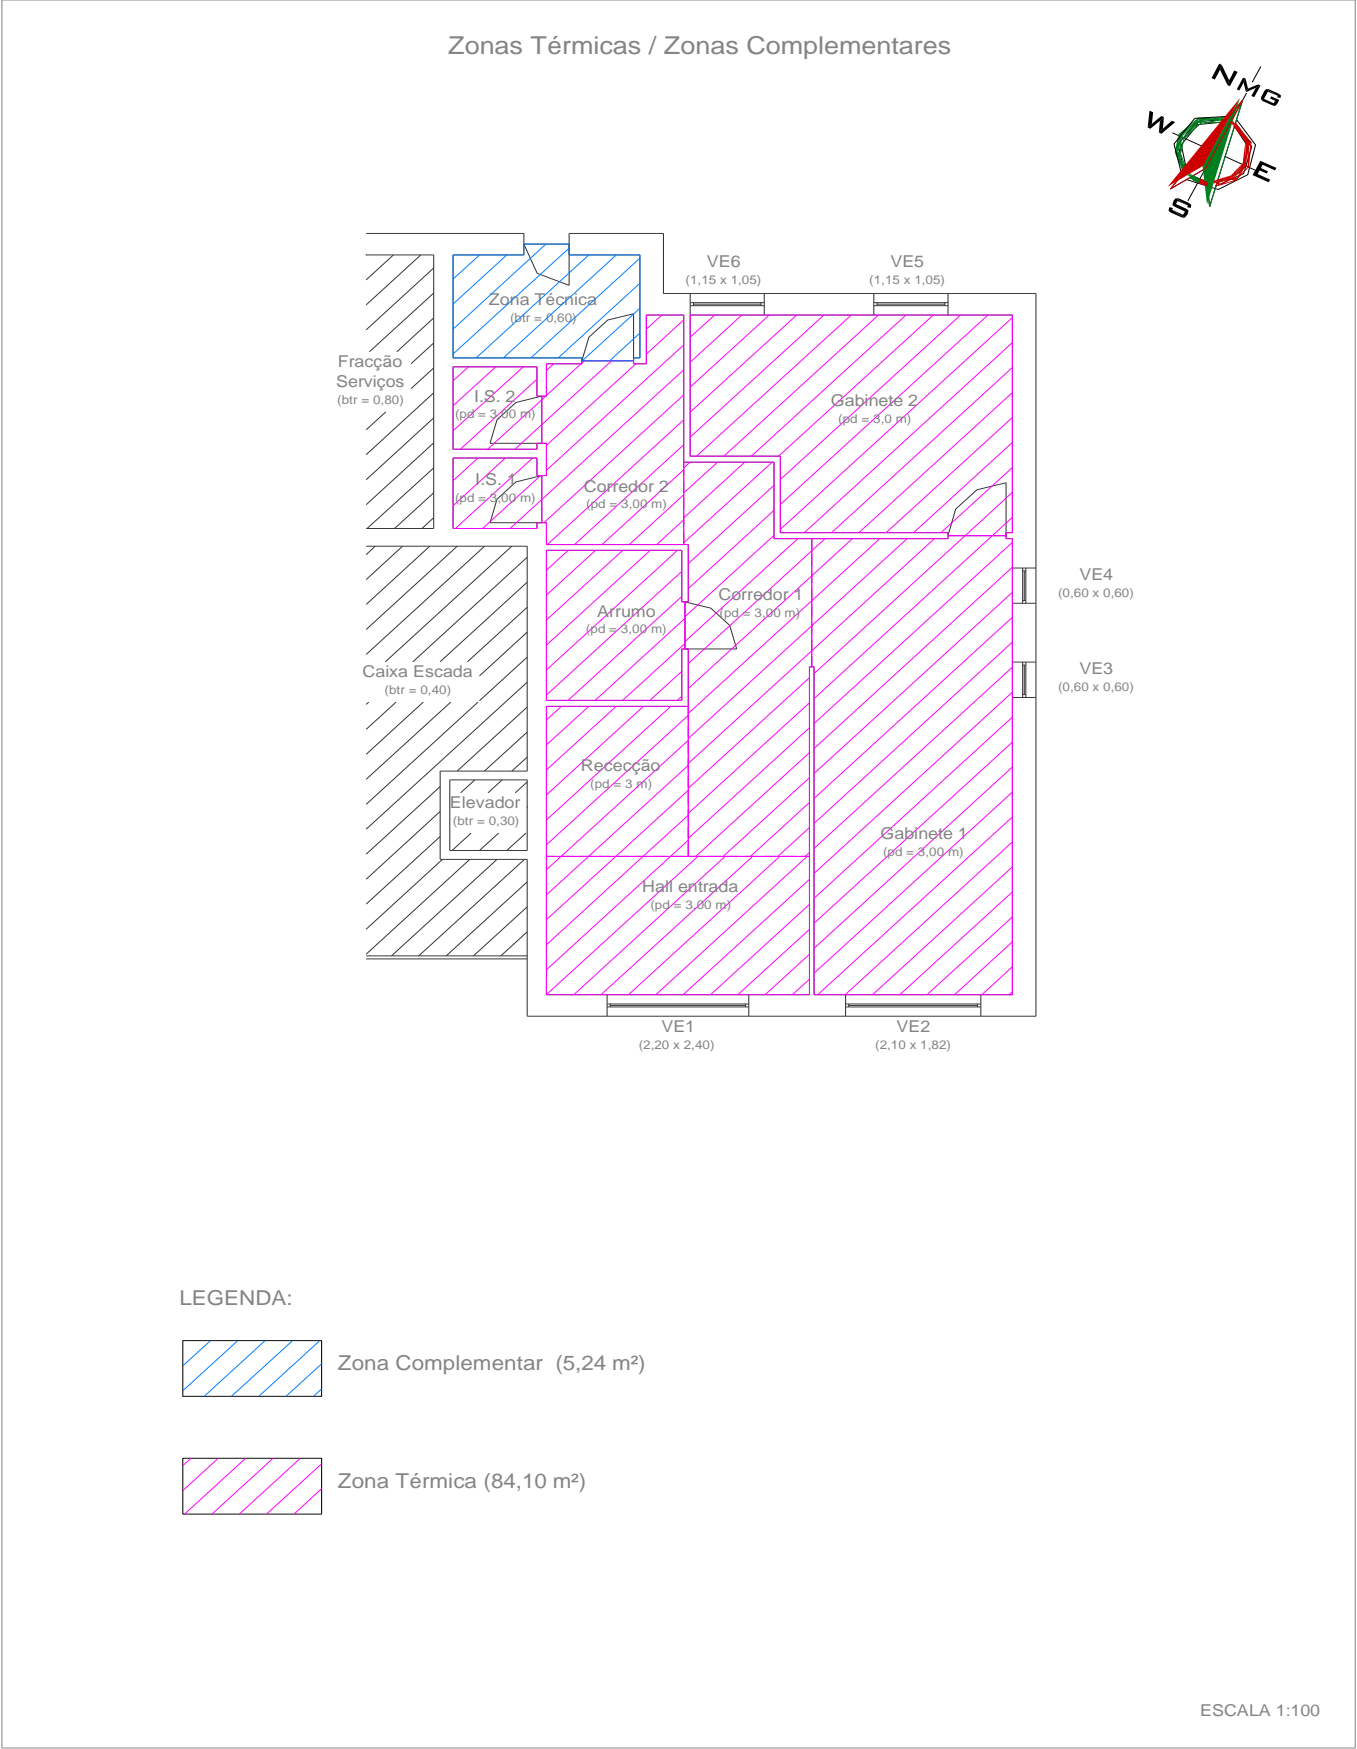 Zonas Térmicas / Zonas Complementares
NMG
W
E
S
VE6
(1,15 x 1,05)
VE5
(1,15 x 1,05)
Zona Técnica
(btr = 0,60)
Fracção
Serviços
(btr = 0,80)
I.S. 2
(pd = 3,00 m)
Gabinete 2
(pd = 3,0 m)
I.S. 1
(pd = 3,00 m)
Corredor 2
(pd = 3,00 m)
VE4
(0,60 x 0,60)
Corredor 1
(pd = 3,00 m)
Arrumo
(pd = 3,00 m)
Caixa Escada
(btr = 0,40)
VE3
(0,60 x 0,60)
Rececção
(pd = 3 m)
Elevador
(btr = 0,30)
Gabinete 1
(pd = 3,00 m)
Hall entrada
(pd = 3,00 m)
VE1
(2,20 x 2,40)
VE2
(2,10 x 1,82)
LEGENDA:
Zona Complementar (5,24 m²)
Zona Térmica (84,10 m²)
ESCALA 1:100